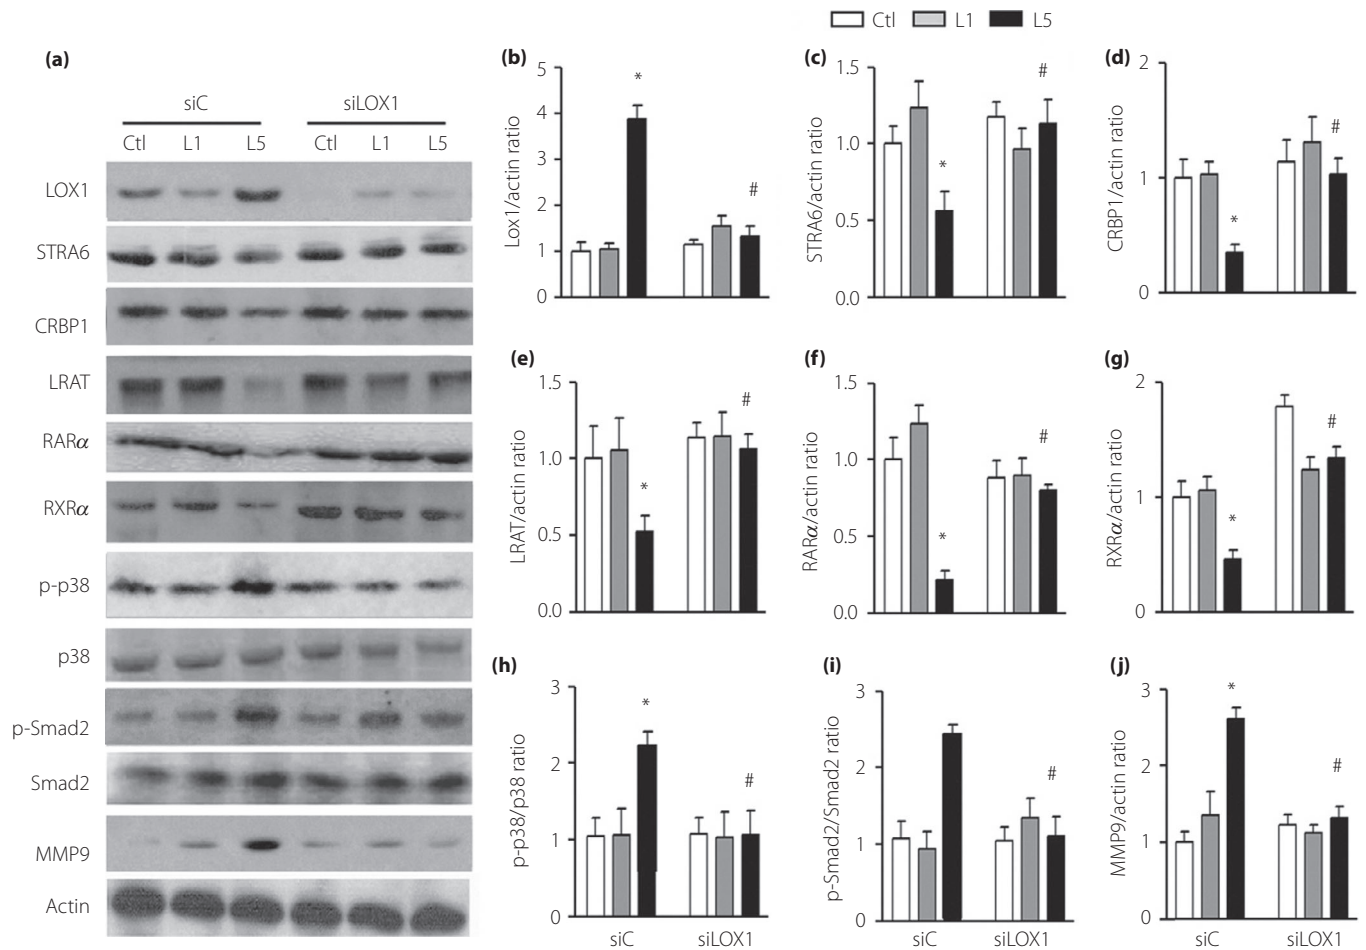 Ctl L1 L5
(a)
siC siLOX1
Ctl L1 L5 Ctl L1 L5
LOX1
STRA6
CRBP1
LRAT
RARα
RXRα
p-p38
p38
p-Smad2
Smad2
MMP9
Actin
(b)
Lox1/actin ratio
5
4
3
2
1
0
*
#
(c)
STRA6/actin ratio
1.5
1.0
0.5
0.0
*
#
(d)
CRBP1/actin ratio
2
1
0
*
#
(e)
LRAT/actin ratio
1.5
1.0
0.5
0.0
*
#
(f)
RARα/actin ratio
1.5
1.0
0.5
0.0
*
#
(g)
RXRα/actin ratio
2
1
0
*
#
(h)
p-p38/p38 ratio
3
2
1
0
*
#
siC siLOX1
(i)
p-Smad2/Smad2 ratio
3
2
1
0
#
siC siLOX1
(j)
MMP9/actin ratio
3
2
1
0
*
#
siC siLOX1